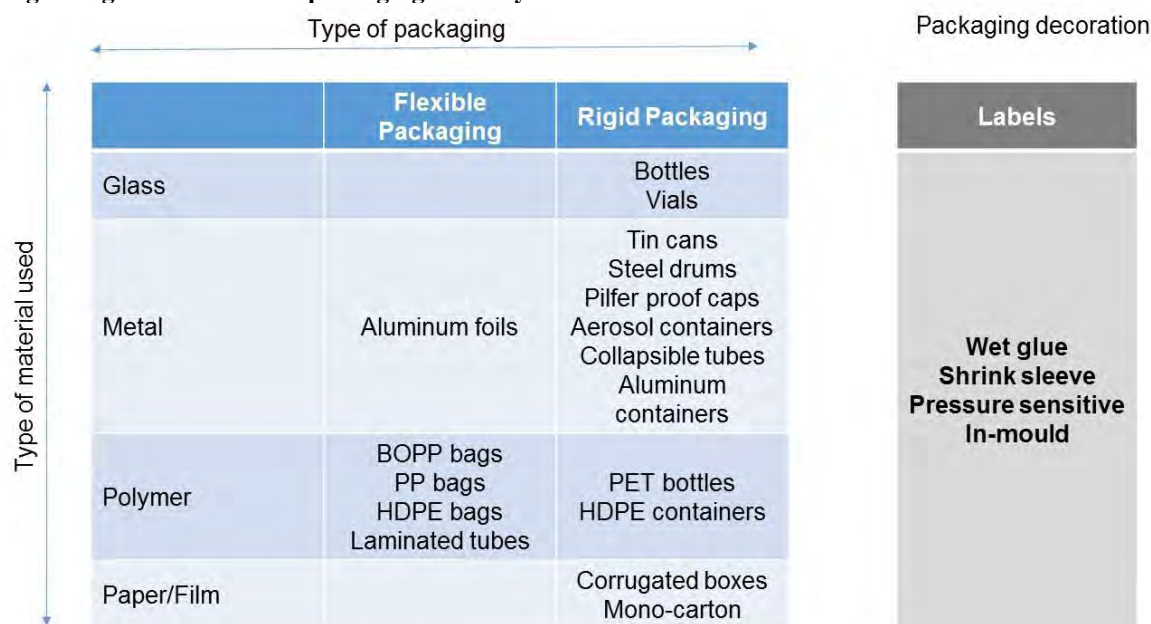 Type of packaging
Packaging decoration
Flexible
Packaging
Rigid Packaging
Labels
Glass
Bottles
Vials
Type of material used
Metal
Aluminum foils
Tin cans
Steel drums
Pilfer proof caps
Aerosol containers
Collapsible tubes
Aluminum
containers
Wet glue
Shrink sleeve
Pressure sensitive
In-mould
Polymer
BOPP bags
PP bags
HDPE bags
Laminated tubes
PET bottles
HDPE containers
Paper/Film
Corrugated boxes
Mono-carton